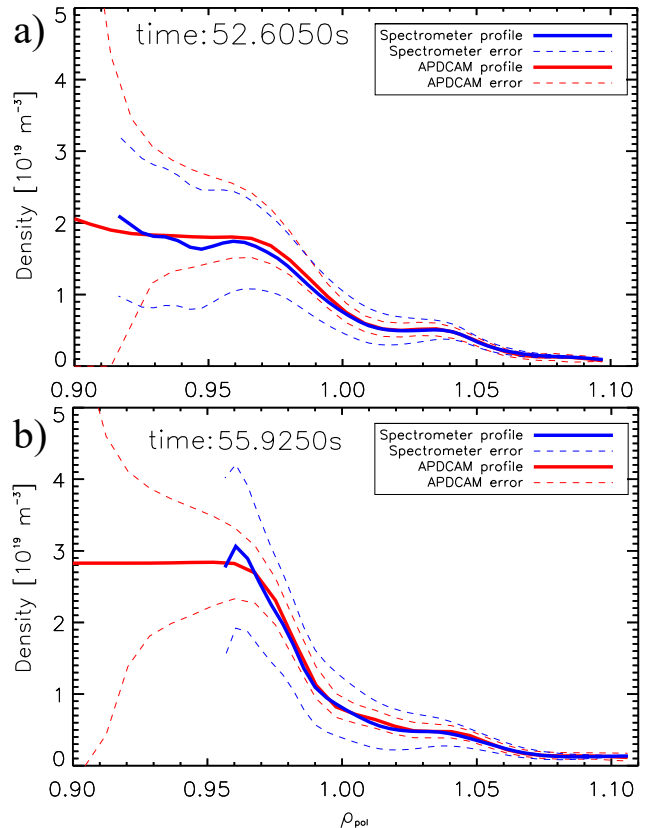 a)
time:52.6050s
Spectrometer profile
Spectrometer error
APDCAM profile
APDCAM error
Density [10¹⁹ m⁻³]
5
4
3
2
1
0
0.90 0.95 1.00 1.05
b)
time:55.9250s
Spectrometer profile
Spectrometer error
APDCAM profile
APDCAM error
Density [10¹⁹ m⁻³]
5
4
3
2
1
0
0.90 0.95 1.00 1.05 1.10
ρpol